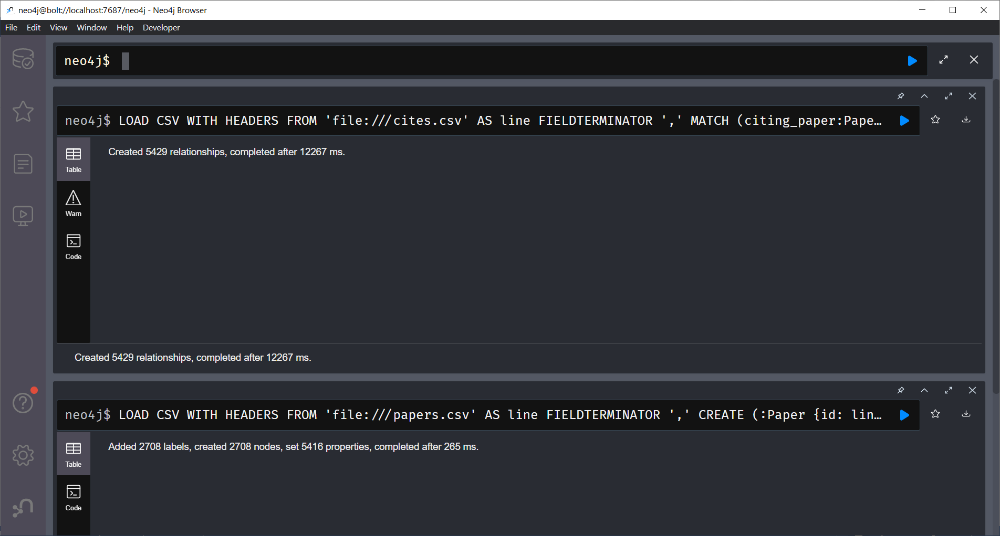 neo4j@bolt://localhost:7687/neo4j - Neo4j Browser
File Edit View Window Help Developer
neo4j$
neo4j$ LOAD CSV WITH HEADERS FROM 'file:///cites.csv' AS line FIELDTERMINATOR ',' MATCH (citing_paper:Pape…
Table
Created 5429 relationships, completed after 12267 ms.
Warn
Code
Created 5429 relationships, completed after 12267 ms.
neo4j$ LOAD CSV WITH HEADERS FROM 'file:///papers.csv' AS line FIELDTERMINATOR ',' CREATE (:Paper {id: lin…
Table
Added 2708 labels, created 2708 nodes, set 5416 properties, completed after 265 ms.
Code